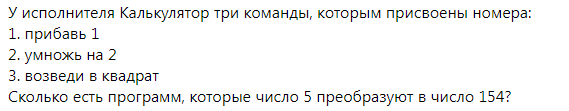 У исполнителя Калькулятор три команды, которым присвоены номера:
1. прибавь 1
2. умножь на 2
3. возведи в квадрат
Сколько есть программ, которые число 5 преобразуют в число 154?